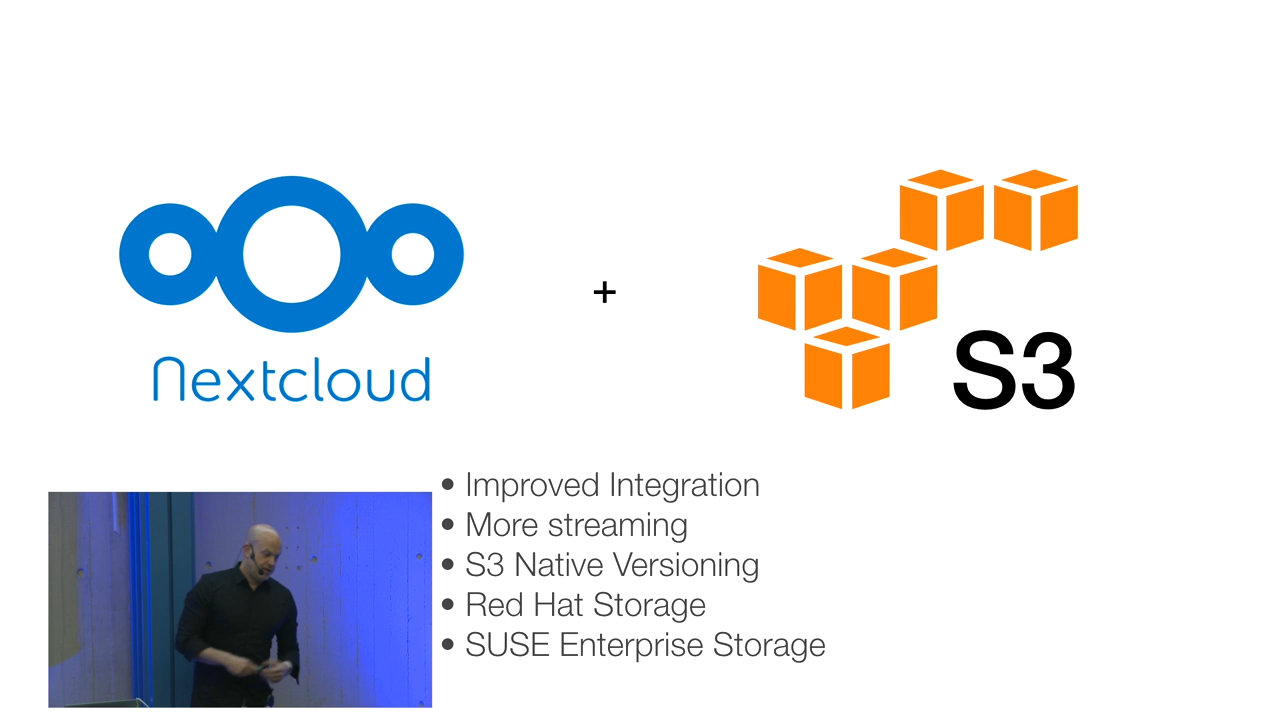 Nextcloud
+
S3
• Improved Integration
• More streaming
• S3 Native Versioning
• Red Hat Storage
• SUSE Enterprise Storage